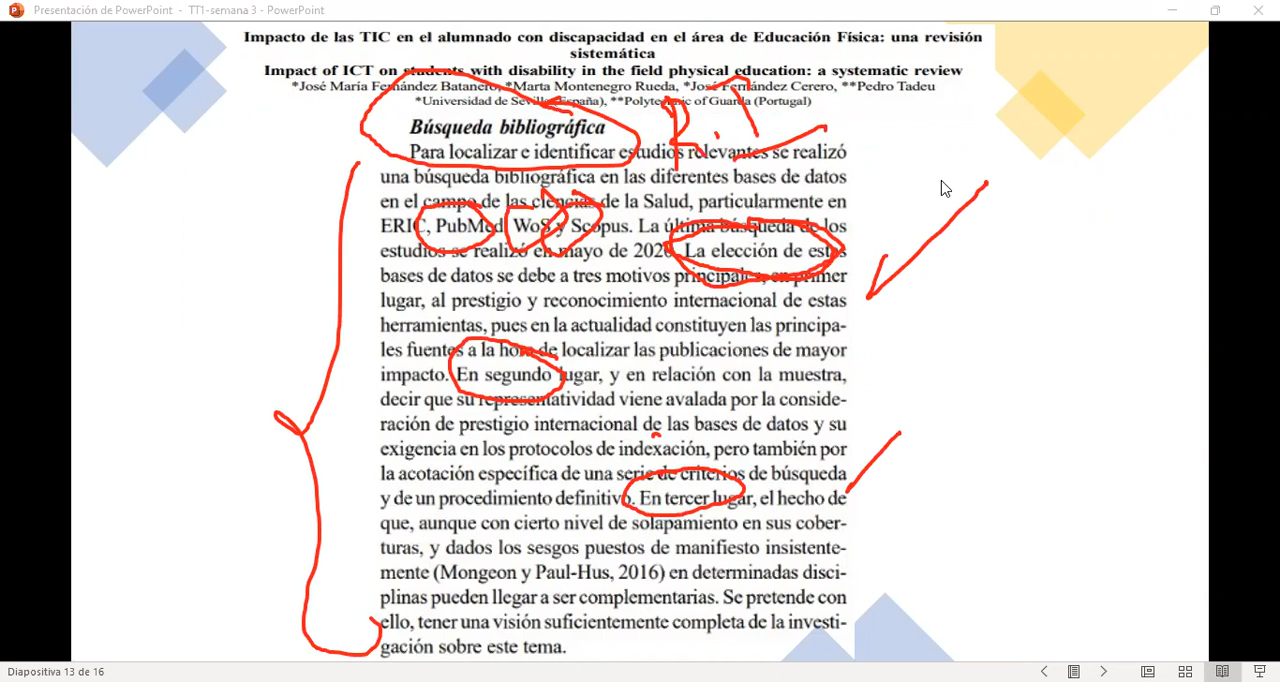 Presentación de PowerPoint - TT1-semana 3 - PowerPoint
Impacto de las TIC en el alumnado con discapacidad en el área de Educación Física: una revisión
sistemática
Impact of ICT on students with disability in the field physical education: a systematic review
*José María Fernández Batanero, *Marta Montenegro Rueda, *José Fernández Cerero, **Pedro Tadeu
*Universidad de Sevilla (España), **Polytechnic of Guarda (Portugal)
Búsqueda bibliográfica
Para localizar e identificar estudios relevantes se realizó
una búsqueda bibliográfica en las diferentes bases de datos
en el campo de las ciencias de la Salud, particularmente en
ERIC, PubMed, WoS y Scopus. La última búsqueda de los
estudios se realizó en mayo de 2020. La elección de estas
bases de datos se debe a tres motivos principales, en primer
lugar, al prestigio y reconocimiento internacional de estas
herramientas, pues en la actualidad constituyen las principa-
les fuentes a la hora de localizar las publicaciones de mayor
impacto. En segundo lugar, y en relación con la muestra,
decir que su representatividad viene avalada por la conside-
ración de prestigio internacional de las bases de datos y su
exigencia en los protocolos de indexación, pero también por
la acotación específica de una serie de criterios de búsqueda
y de un procedimiento definitivo. En tercer lugar, el hecho de
que, aunque con cierto nivel de solapamiento en sus cober-
turas, y dados los sesgos puestos de manifiesto insistente-
mente (Mongeon y Paul-Hus, 2016) en determinadas disci-
plinas pueden llegar a ser complementarias. Se pretende con
ello, tener una visión suficientemente completa de la investi-
gación sobre este tema.
Diapositiva 13 de 16